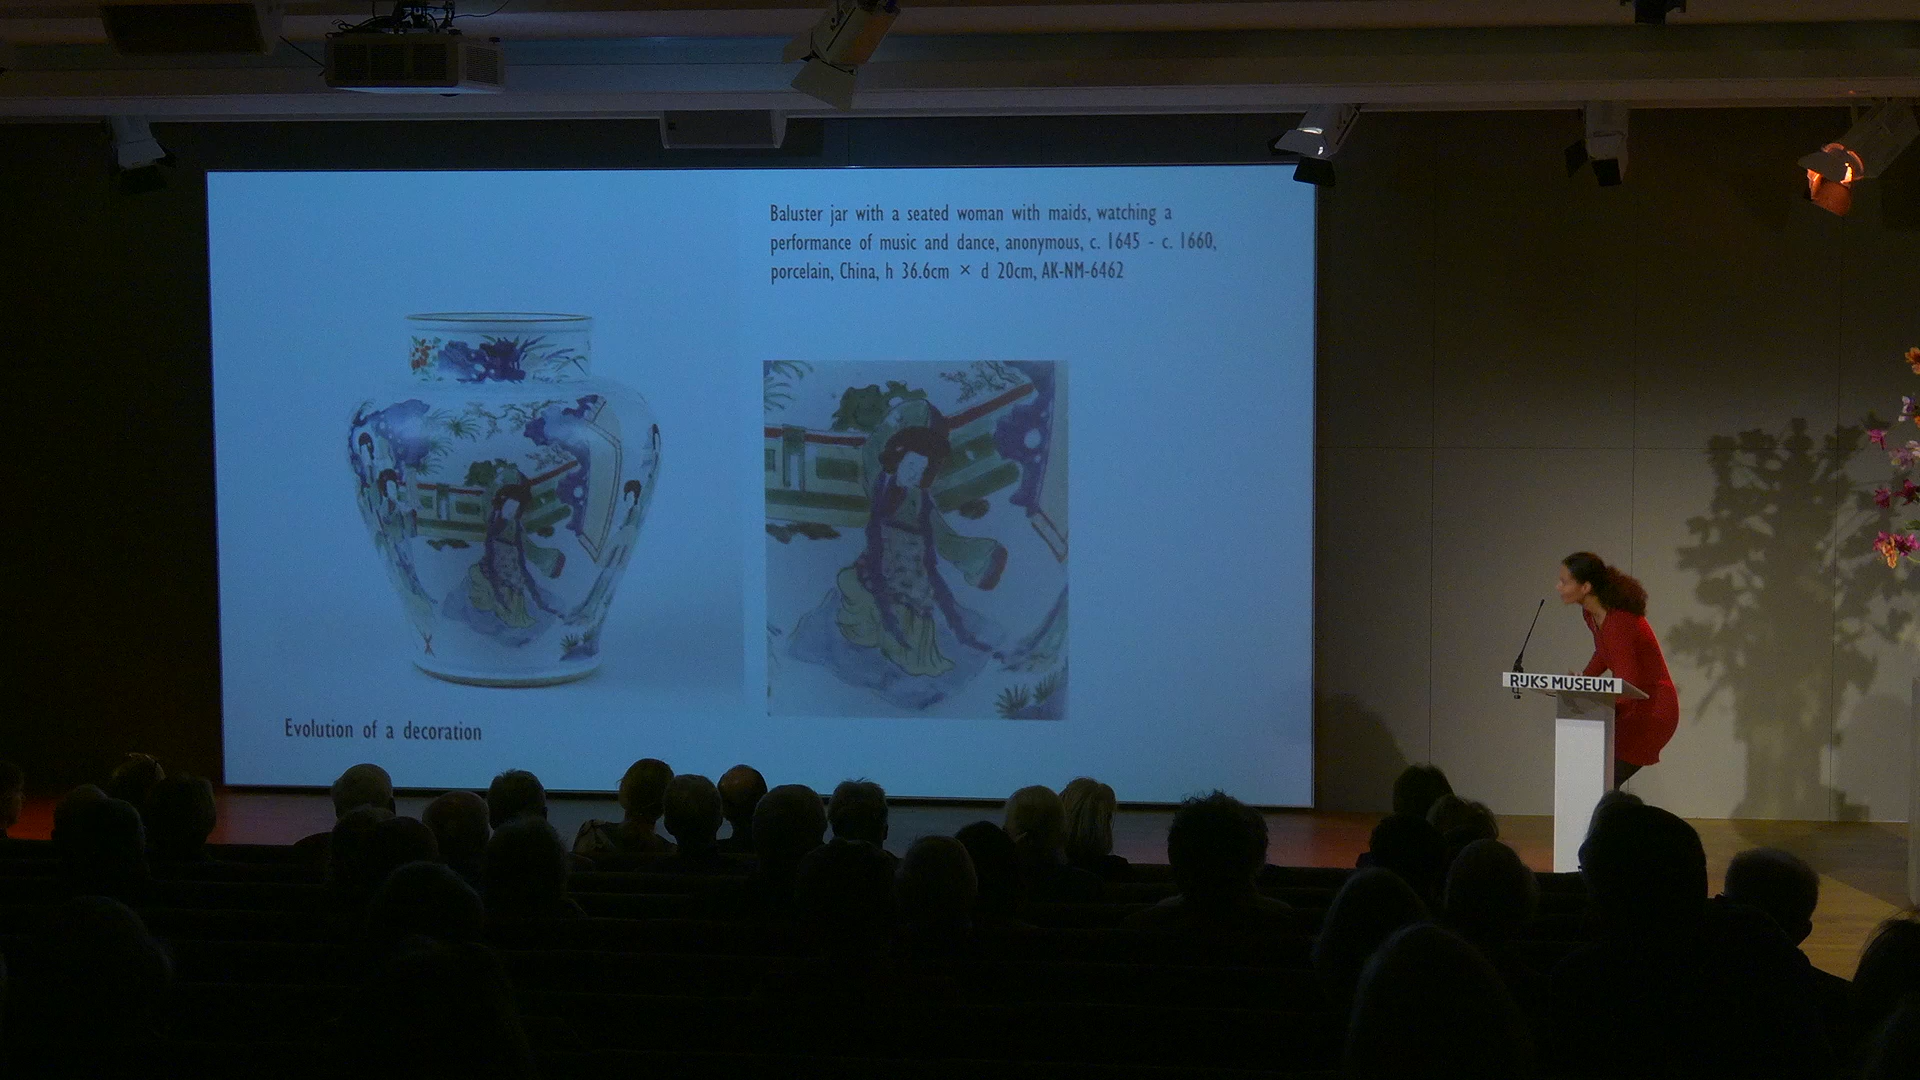 Baluster jar with a seated woman with maids, watching a
performance of music and dance, anonymous, c. 1645 - c. 1660,
porcelain, China, h 36.6cm × d 20cm, AK-NM-6462
Evolution of a decoration
RIJKS MUSEUM